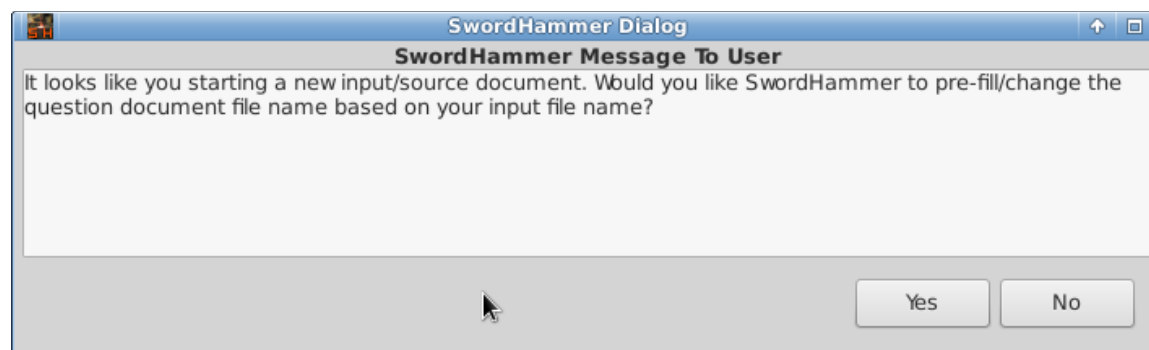 SwordHammer Dialog
SwordHammer Message To User
It looks like you starting a new input/source document. Would you like SwordHammer to pre-fill/change the
question document file name based on your input file name?
Yes No